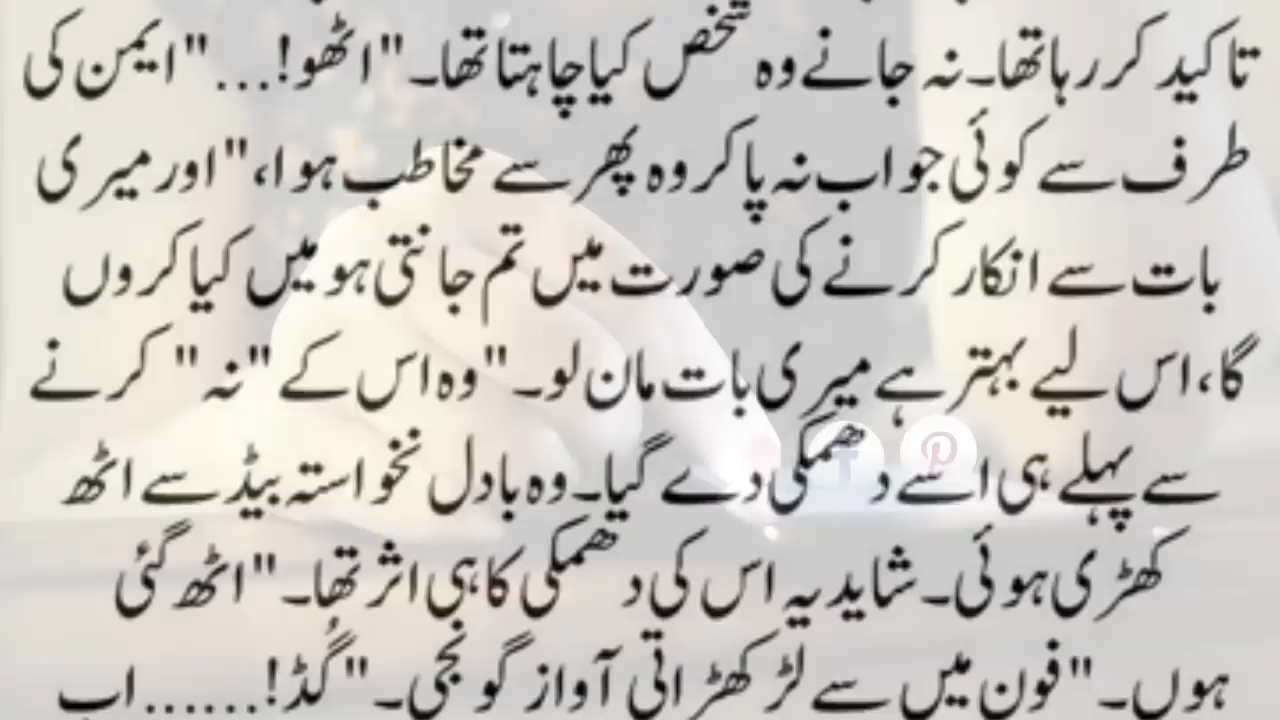 تاکید کر رہا تھا۔ نہ جانے وہ شخص کیا چاہتا تھا۔ "اٹھو!..." ایمن کی
طرف سے کوئی جواب نہ پا کر وہ پھر سے مخاطب ہوا، "اور میری
بات سے انکار کرنے کی صورت میں تم جانتی ہو میں کیا کروں
گا، اس لیے بہتر ہے میری بات مان لو۔" وہ اس کے "نہ" کرنے
سے پہلے ہی اسے دھمکی دے گیا۔ وہ بادل نخواستہ بیڈ سے اٹھ
کھڑی ہوئی۔ شاید یہ اس کی دھمکی کا ہی اثر تھا۔ "اٹھ گئی
ہوں۔" فون میں سے لڑکھڑاتی آواز گونجی۔ "گُڈ!...... اب